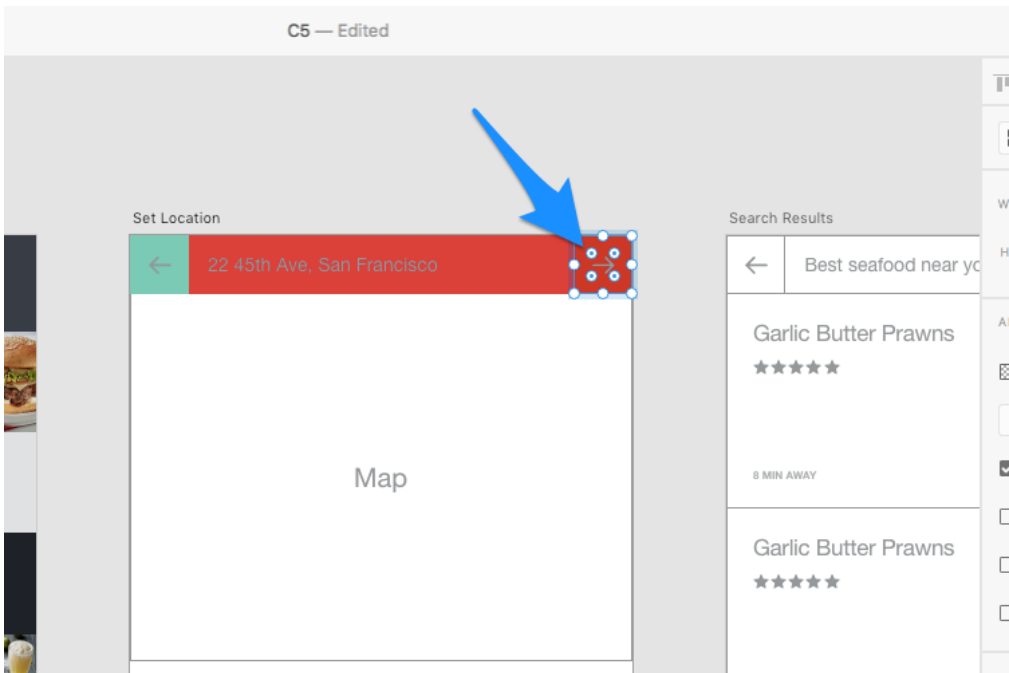 C5 — Edited
Set Location
22 45th Ave, San Francisco
Map
Search Results
Best seafood near
Garlic Butter Prawns
8 MIN AWAY
Garlic Butter Prawns
W
H